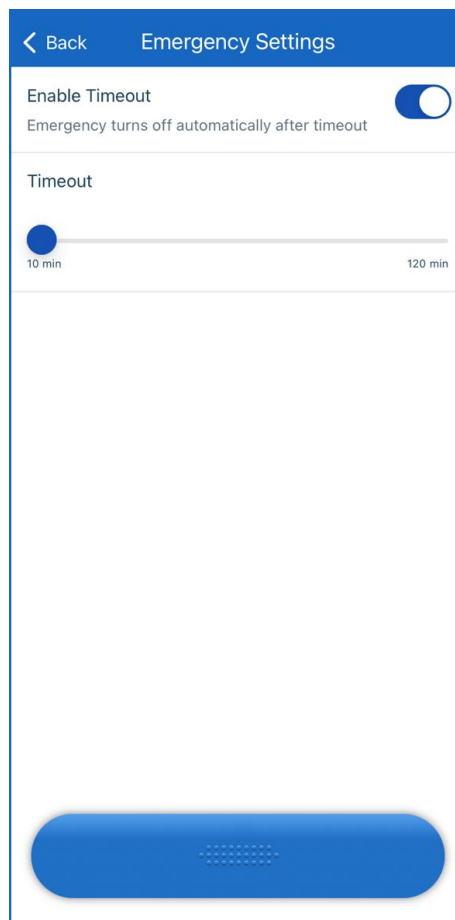 Back
Emergency Settings
Enable Timeout
Emergency turns off automatically after timeout
Timeout
10 min
120 min